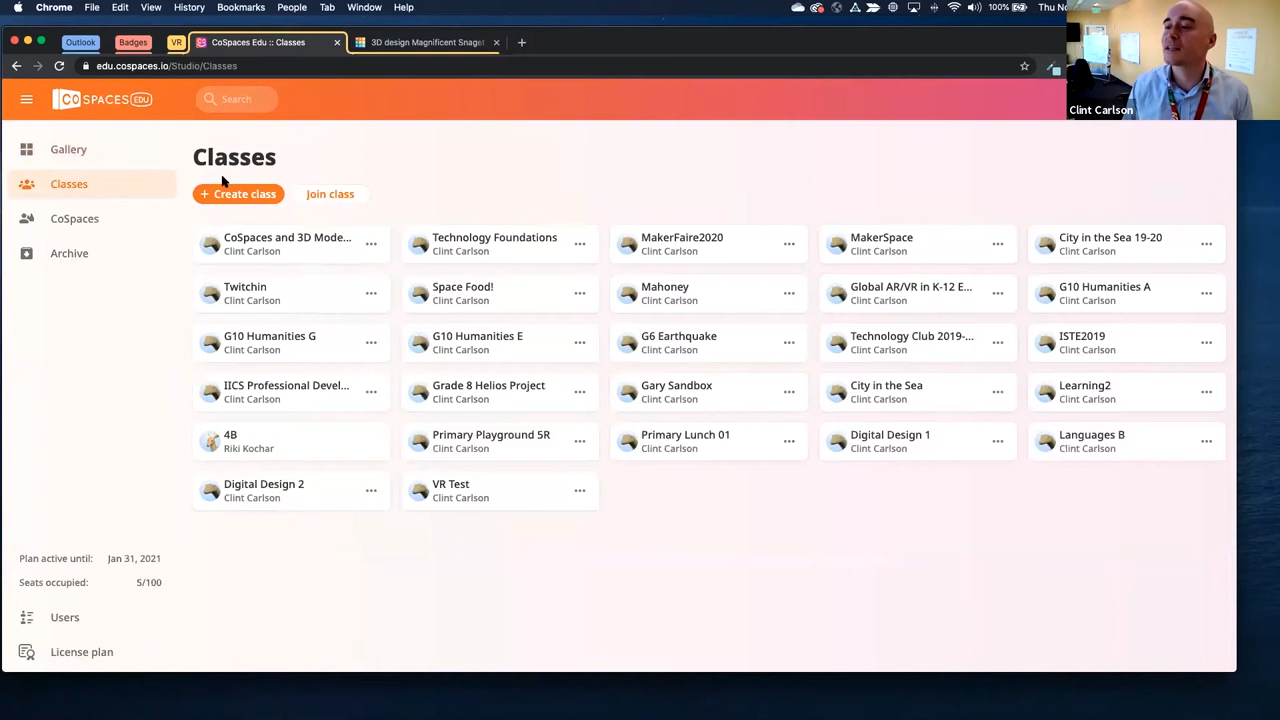 Chrome File Edit View History Bookmarks People Tab Window Help 100% Thu No
Outlook Badges VR CoSpaces Edu :: Classes 3D design Magnificent Snaget
edu.cospaces.io/Studio/Classes
Clint Carlson
COSPACES EDU Search
Gallery
Classes
CoSpaces
Archive
Classes
+ Create class Join class
CoSpaces and 3D Mode... Technology Foundations MakerFaire2020 MakerSpace City in the Sea 19-20
Clint Carlson Clint Carlson Clint Carlson Clint Carlson Clint Carlson
Twitchin Space Food! Mahoney Global AR/VR in K-12 E... G10 Humanities A
Clint Carlson Clint Carlson Clint Carlson Clint Carlson Clint Carlson
G10 Humanities G G10 Humanities E G6 Earthquake Technology Club 2019-... ISTE2019
Clint Carlson Clint Carlson Clint Carlson Clint Carlson Clint Carlson
IICS Professional Devel... Grade 8 Helios Project Gary Sandbox City in the Sea Learning2
Clint Carlson Clint Carlson Clint Carlson Clint Carlson Clint Carlson
4B Primary Playground 5R Primary Lunch 01 Digital Design 1 Languages B
Riki Kochar Clint Carlson Clint Carlson Clint Carlson Clint Carlson
Digital Design 2 VR Test
Clint Carlson Clint Carlson
Plan active until: Jan 31, 2021
Seats occupied: 5/100
Users
License plan